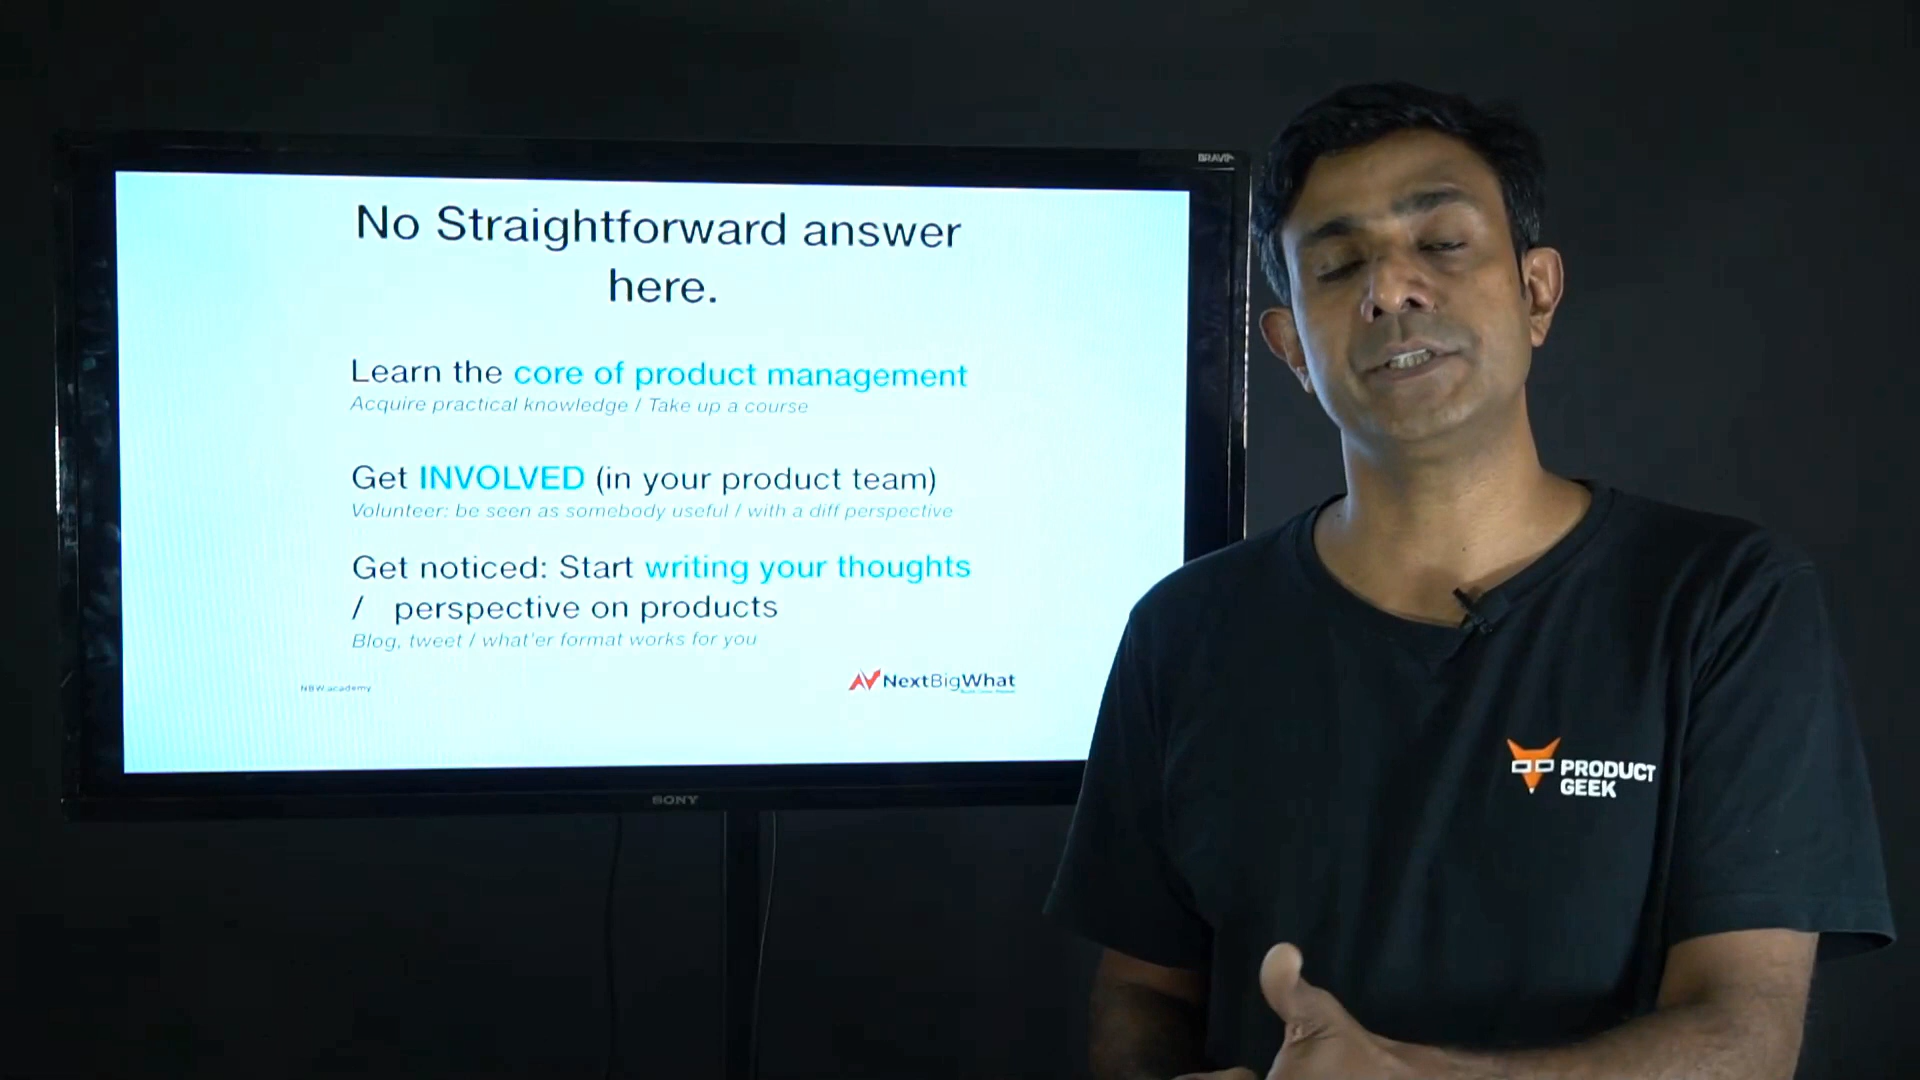 BRAVIA
No Straightforward answer
here.
Learn the core of product management
Acquire practical knowledge / Take up a course
Get INVOLVED (in your product team)
Volunteer: be seen as somebody useful / with a diff perspective
Get noticed: Start writing your thoughts
/ perspective on products
Blog, tweet / what'er format works for you
NBW.academy
NextBigWhat
SONY
PRODUCT
GEEK